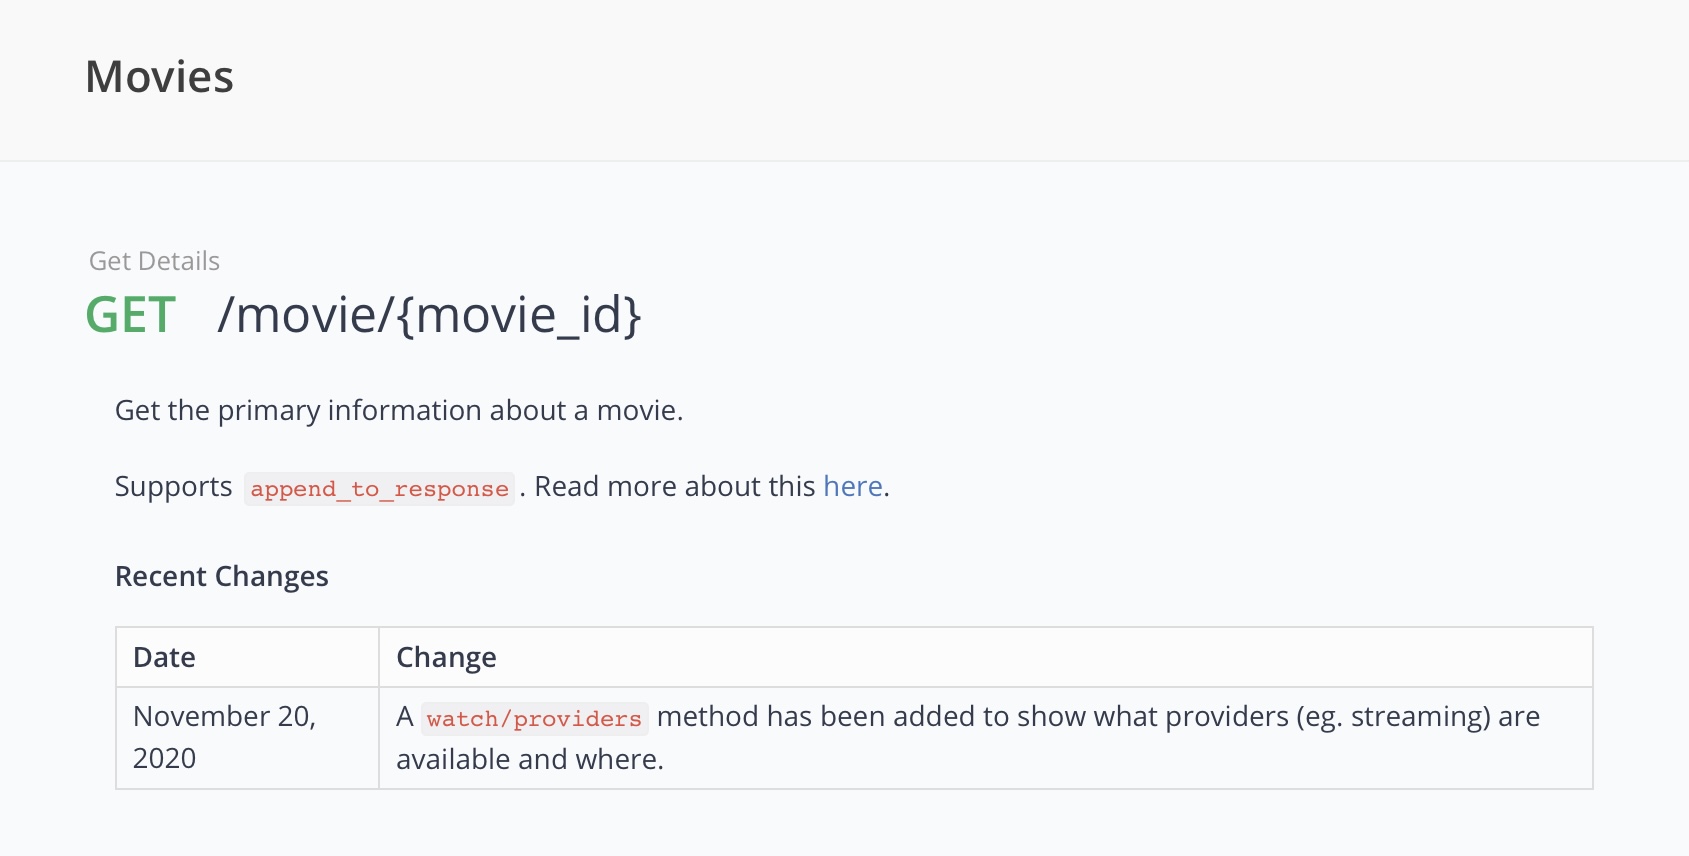 Movies
Get Details
GET /movie/{movie_id}
Get the primary information about a movie.
Supports append_to_response. Read more about this here.
Recent Changes
Date Change
November 20, 2020 A watch/providers method has been added to show what providers (eg. streaming) are
available and where.